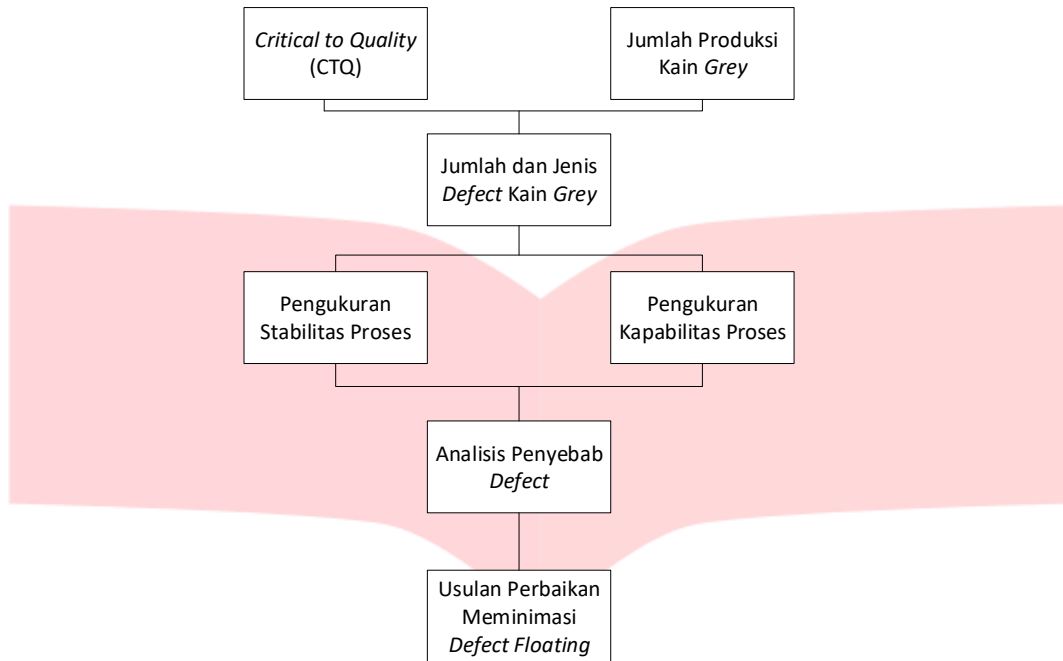 Critical to Quality
(CTQ)
Jumlah Produksi
Kain Grey
Jumlah dan Jenis
Defect Kain Grey
Pengukuran
Stabilitas Proses
Pengukuran
Kapabilitas Proses
Analisis Penyebab
Defect
Usulan Perbaikan
Meminimasi
Defect Floating